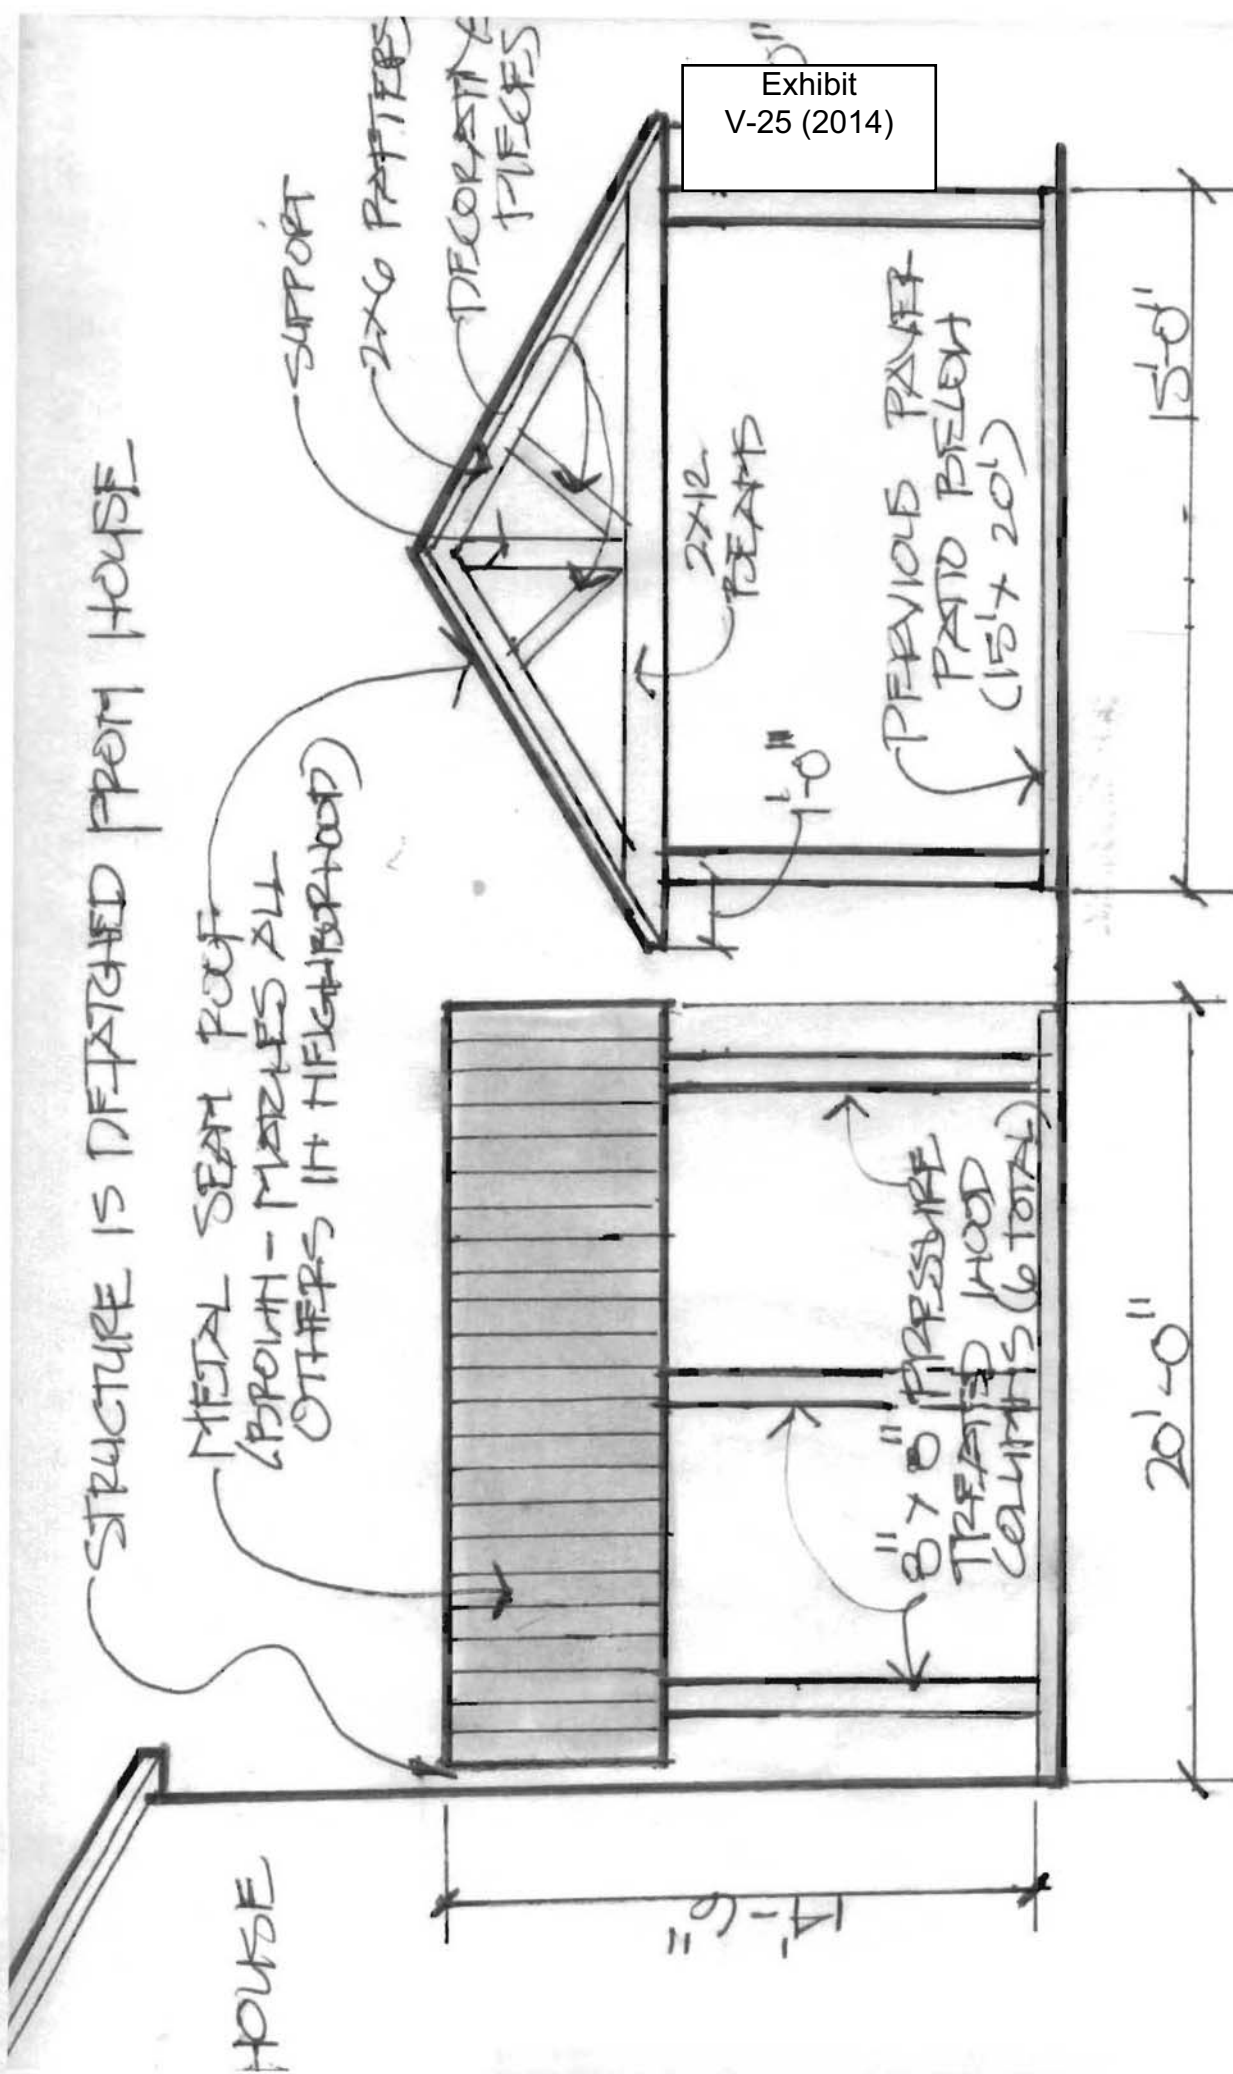 Exhibit
V-25 (2014)
STRUCTURE IS DETATCHED FROM HOUSE
METAL SEAM ROOF
(BROWN - MATCHES ALL
OTHERS IN NEIGHBORHOOD)
SUPPORT
2x6 RAFTERS
DECORATIVE
PIECES
HOUSE
2x12
BEAMS
1'-0"
PERVIOUS PAVER
PATIO BELOW
(15' x 20')
8" x 8" PRESSURE
TREATED WOOD
COLUMNS (6 TOTAL)
14'-6"
20'-0"
15'-0"